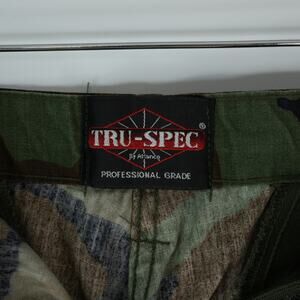 TRU-SPEC®
By Atlanco
PROFESSIONAL GRADE